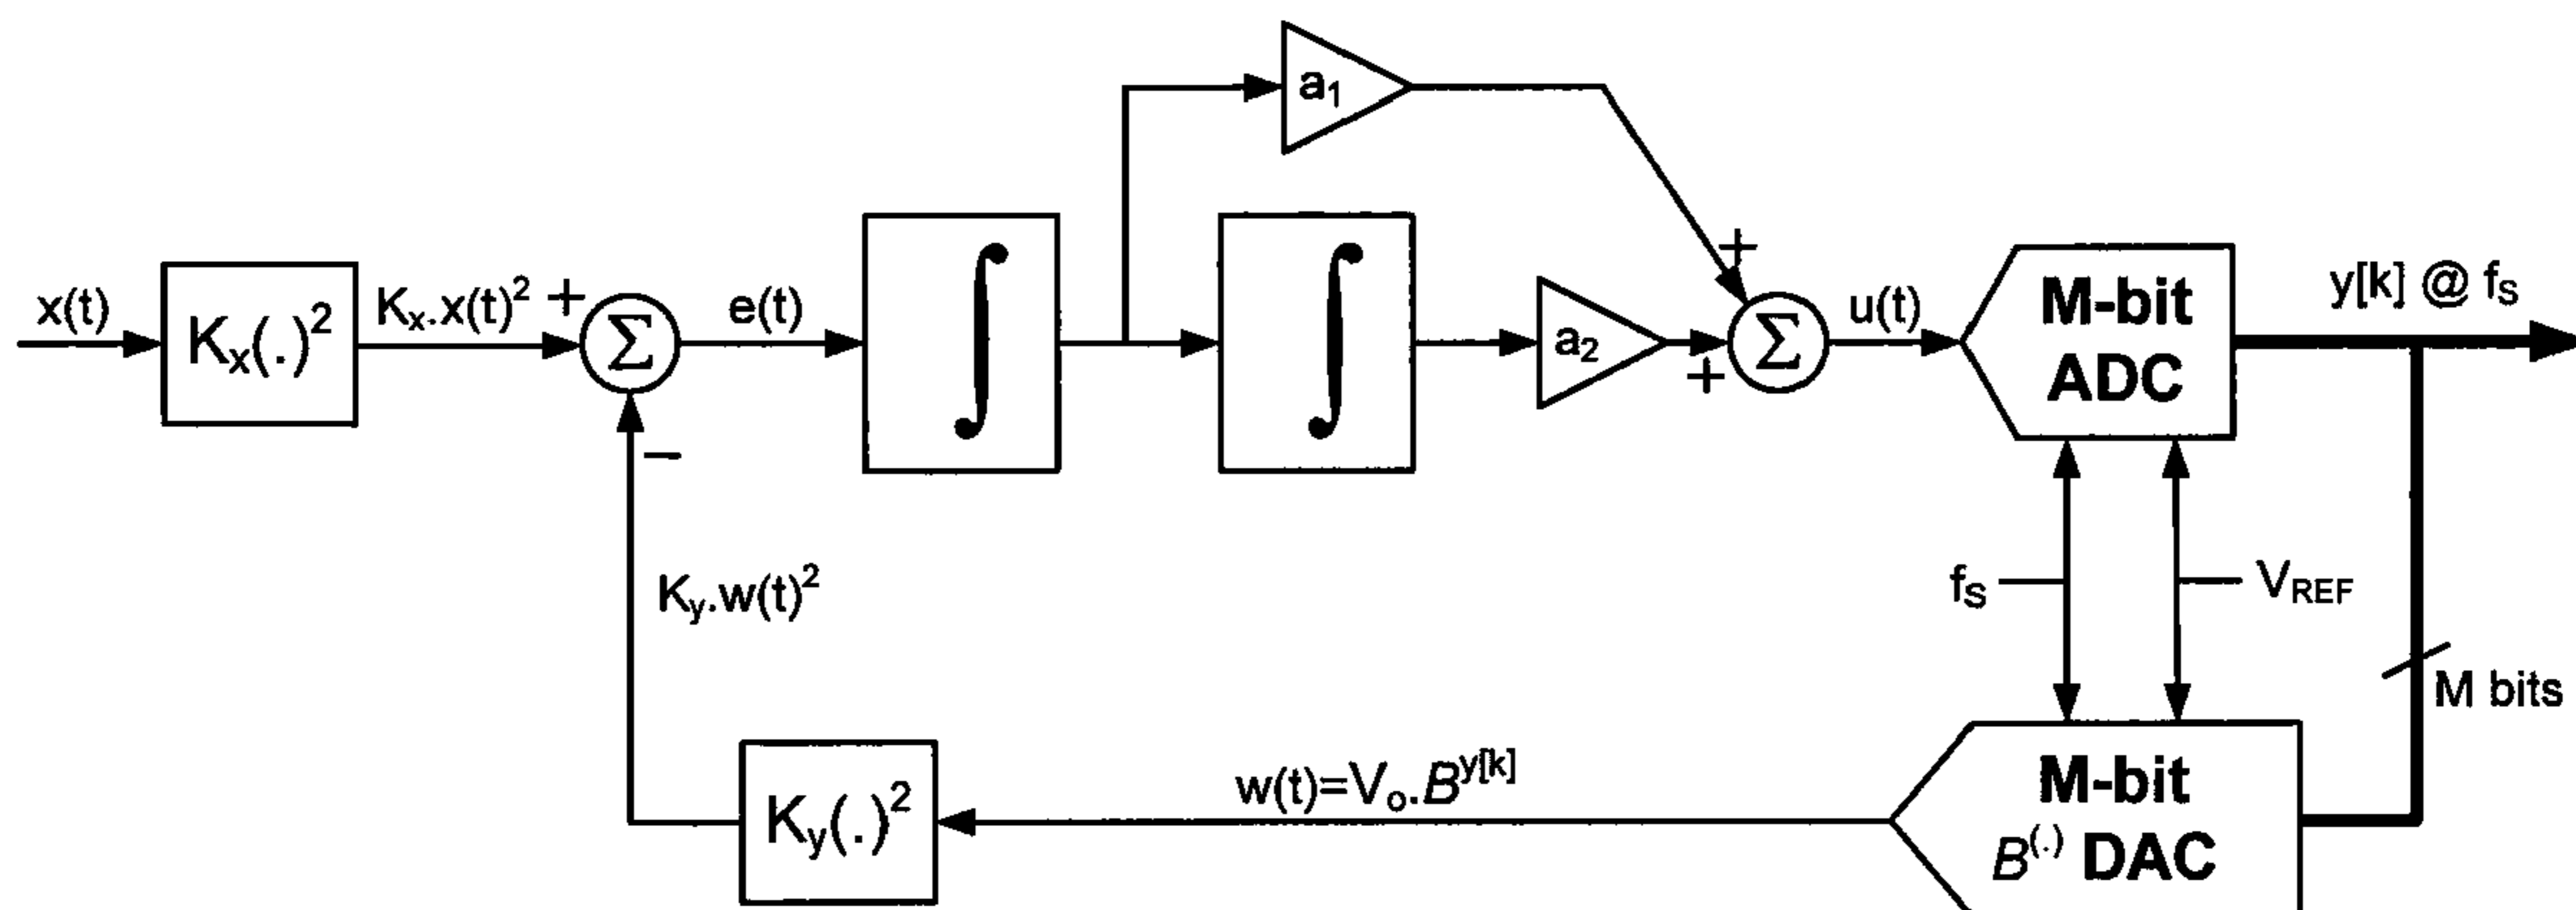 a₁
x(t)
Kₓ(.)²
Kₓ.x(t)²
+
Σ
−
e(t)
∫
∫
a₂
+
+
Σ
u(t)
M-bit
ADC
y[k] @ fS
fS
VREF
M bits
Ky.w(t)²
Ky(.)²
w(t)=Vo.B^y[k]
M-bit
B^(.) DAC